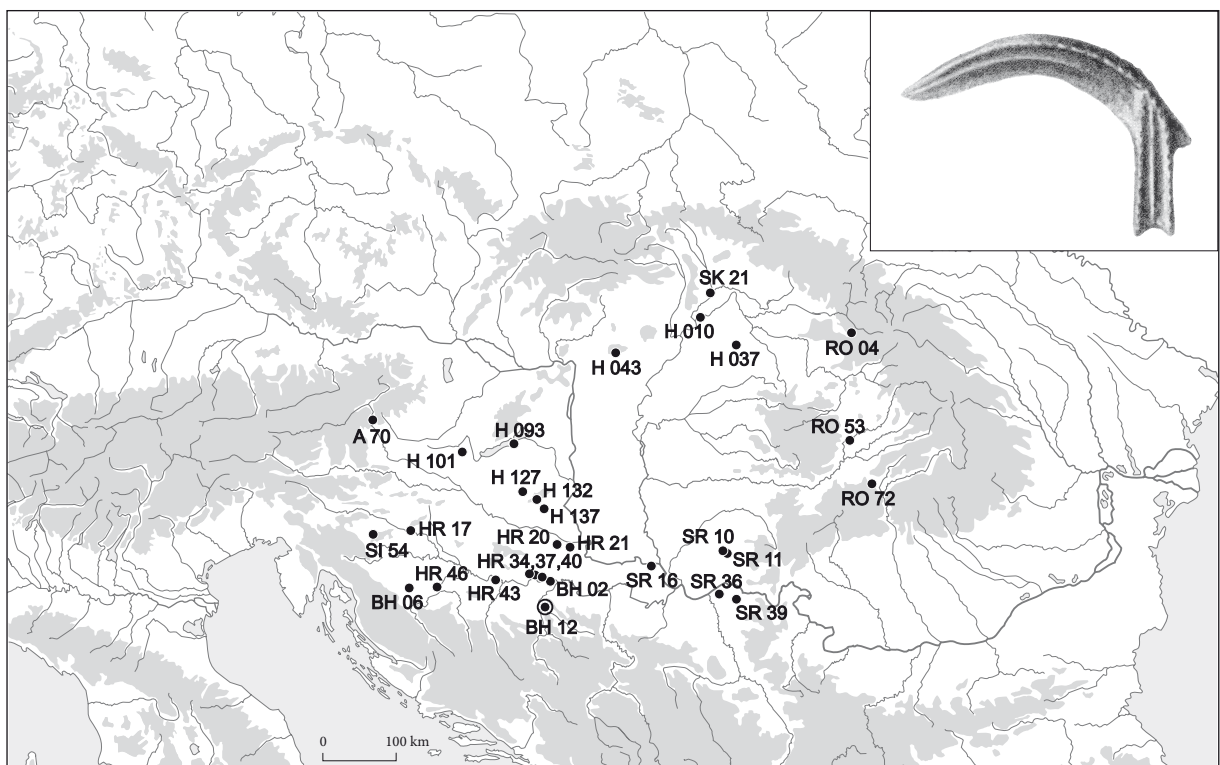 SK 21
H 010
RO 04
H 037
H 043
RO 53
A 70
H 093
H 101
H 127
H 132
RO 72
H 137
HR 17
HR 20
HR 21
SR 10
SI 54
SR 11
HR 34,37,40
HR 46
SR 16
SR 36
BH 02
HR 43
BH 06
SR 39
BH 12
0 100 km